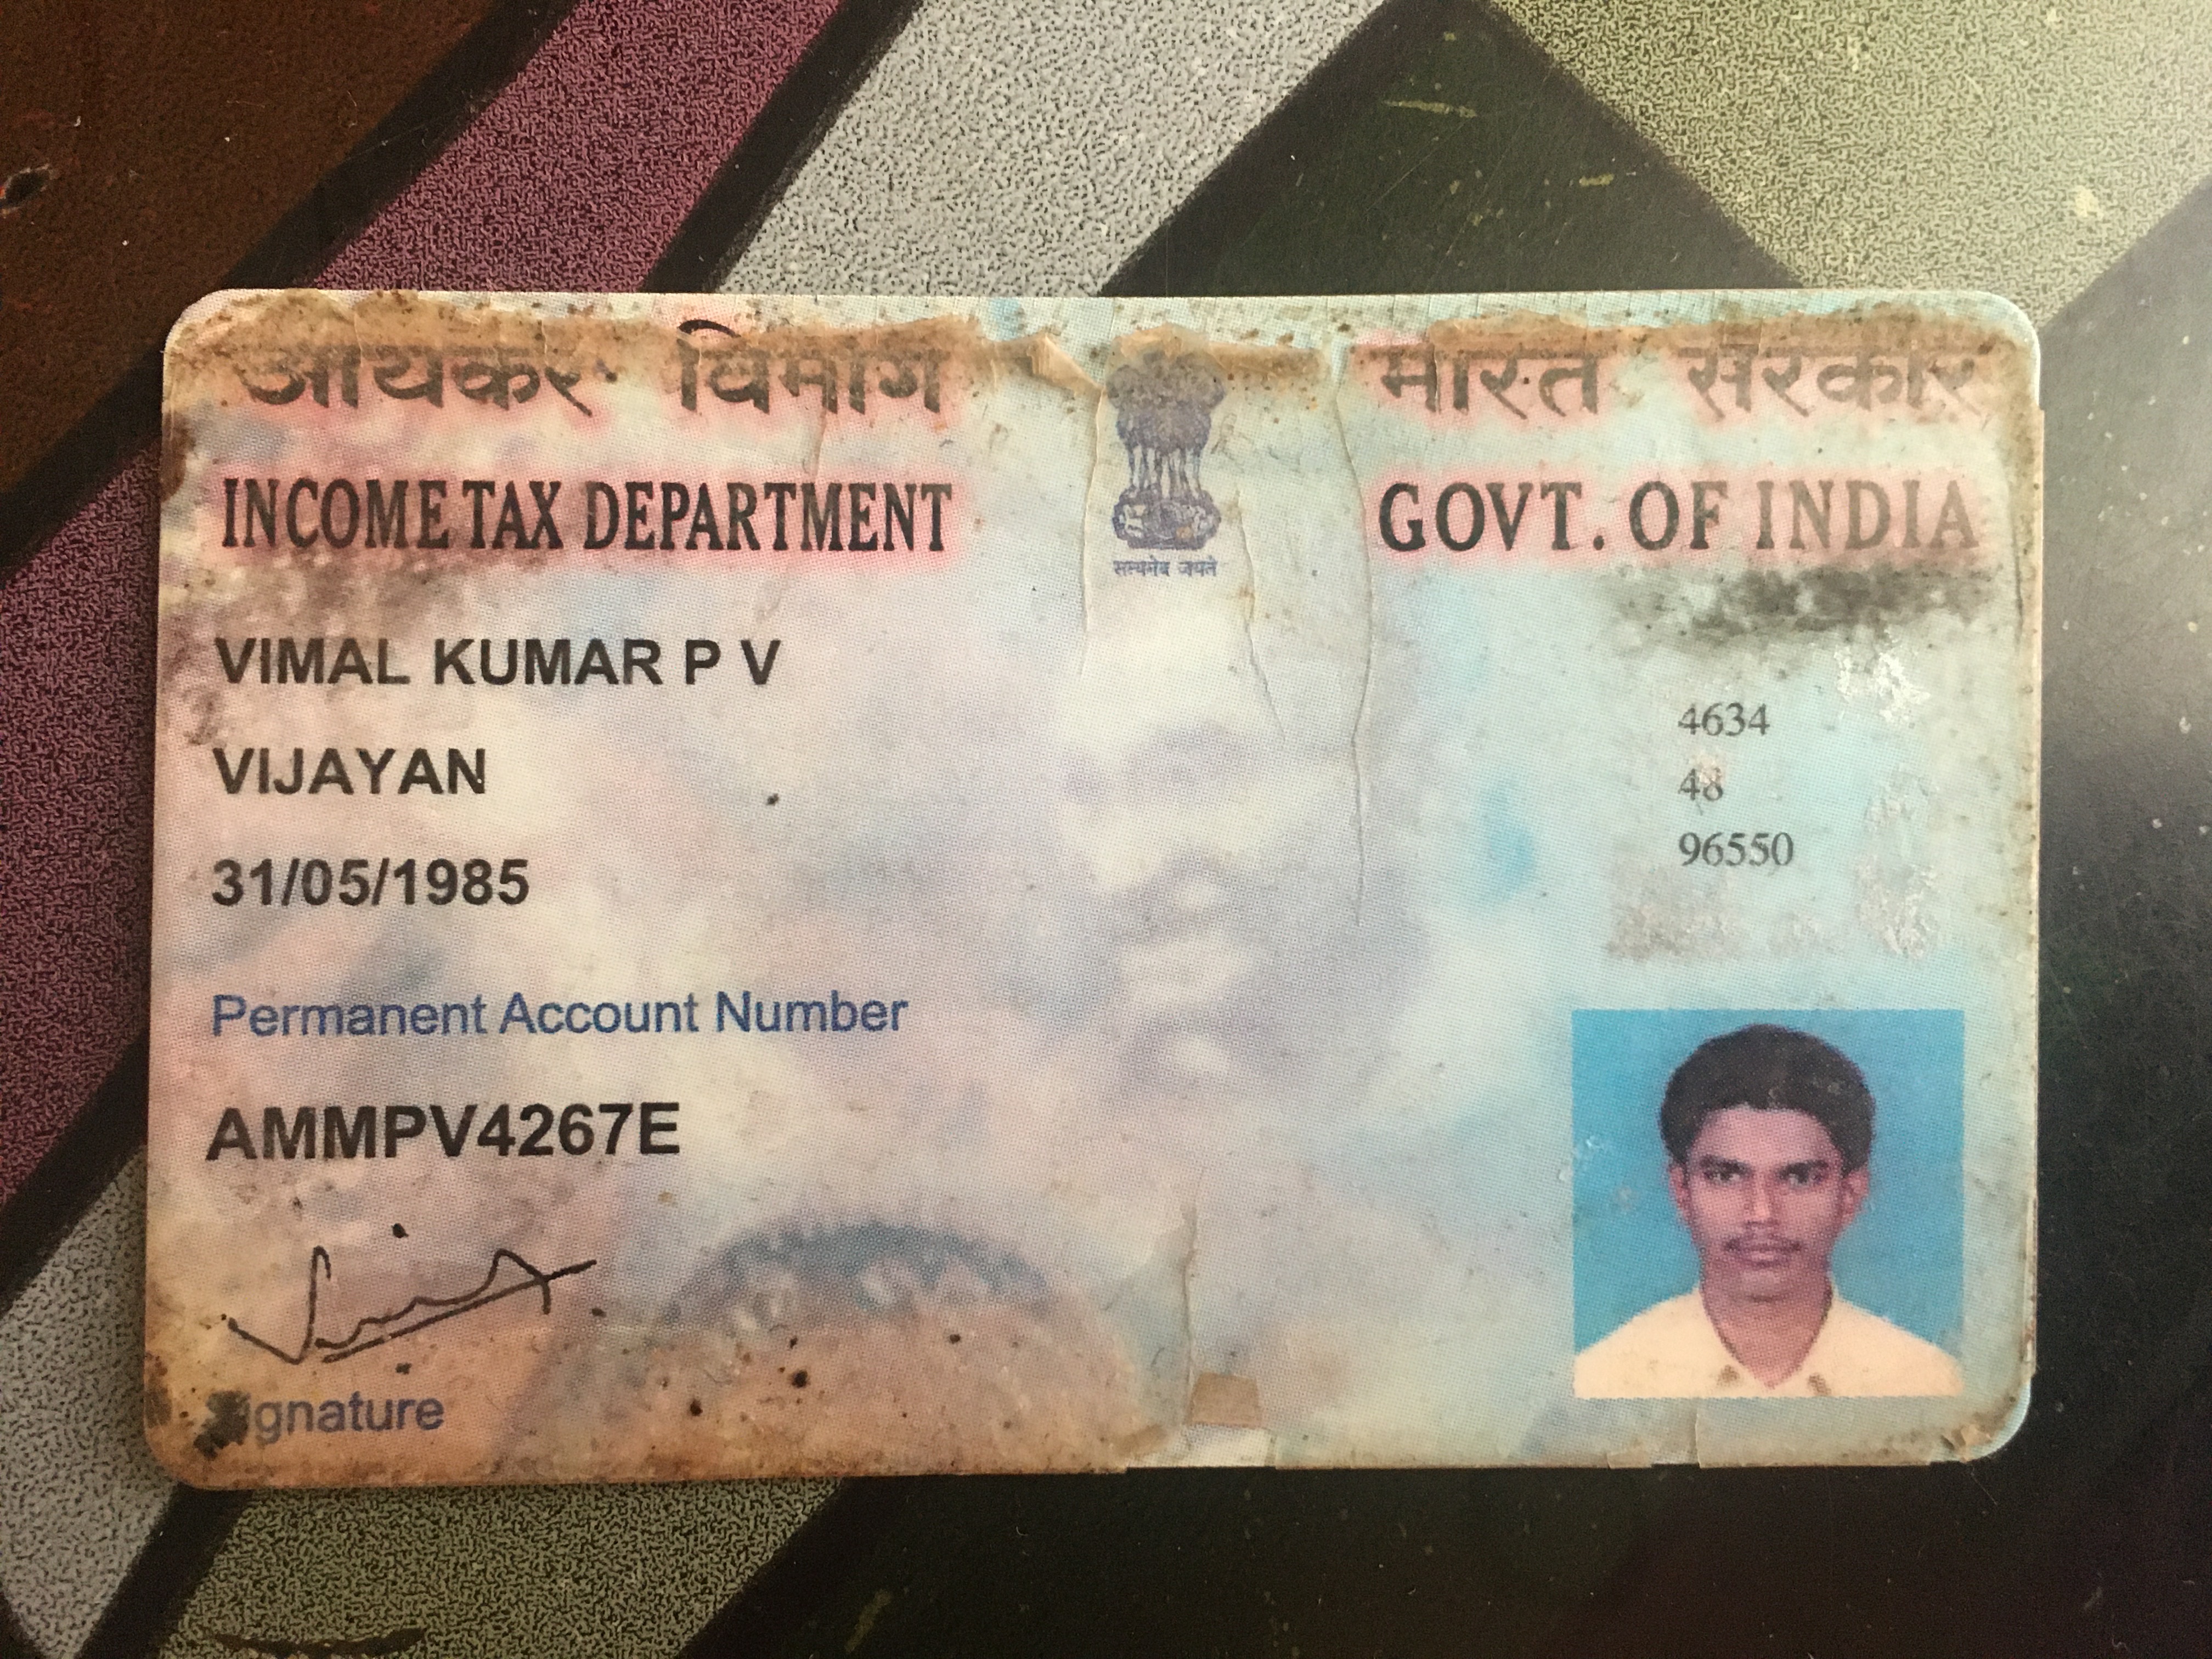 आयकर विभाग
INCOME TAX DEPARTMENT
सत्यमेव जयते
भारत सरकार
GOVT. OF INDIA
VIMAL KUMAR P V
VIJAYAN
31/05/1985
Permanent Account Number
AMMPV4267E
gnature
4634
48
96550